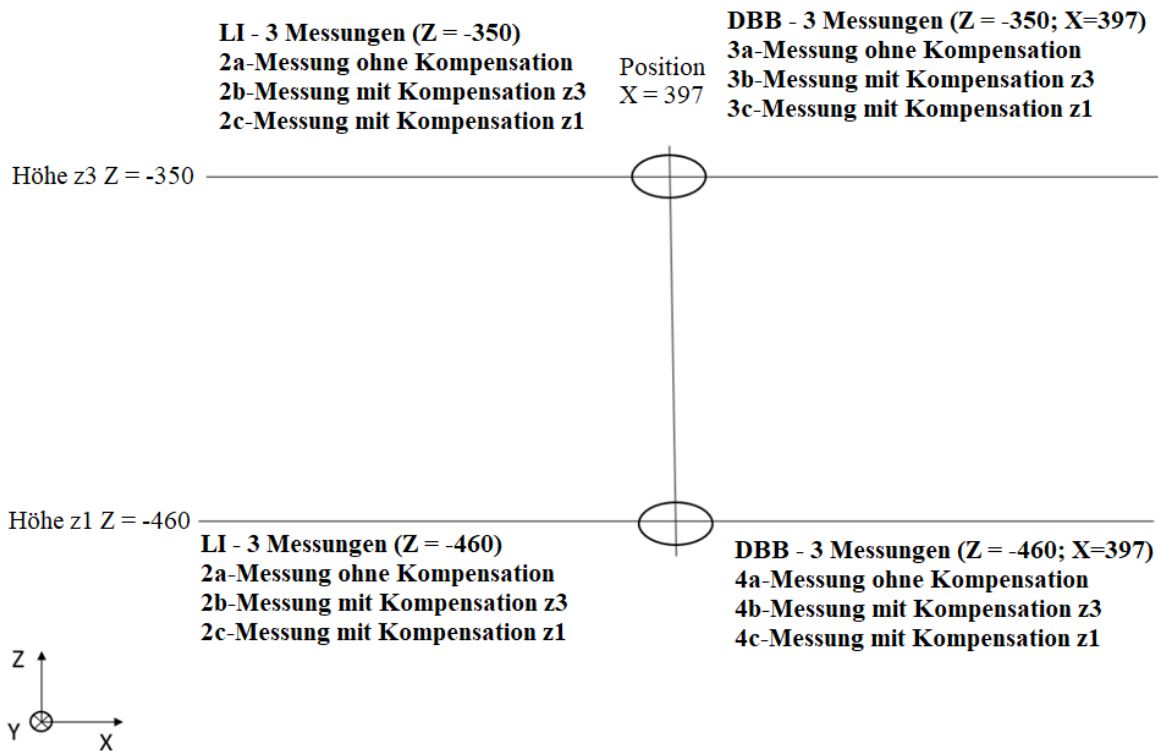 LI - 3 Messungen (Z = -350)
2a-Messung ohne Kompensation
2b-Messung mit Kompensation z3
2c-Messung mit Kompensation z1
Position
X = 397
DBB - 3 Messungen (Z = -350; X=397)
3a-Messung ohne Kompensation
3b-Messung mit Kompensation z3
3c-Messung mit Kompensation z1
Höhe z3 Z = -350
Höhe z1 Z = -460
LI - 3 Messungen (Z = -460)
2a-Messung ohne Kompensation
2b-Messung mit Kompensation z3
2c-Messung mit Kompensation z1
DBB - 3 Messungen (Z = -460; X=397)
4a-Messung ohne Kompensation
4b-Messung mit Kompensation z3
4c-Messung mit Kompensation z1
Z
Y
X